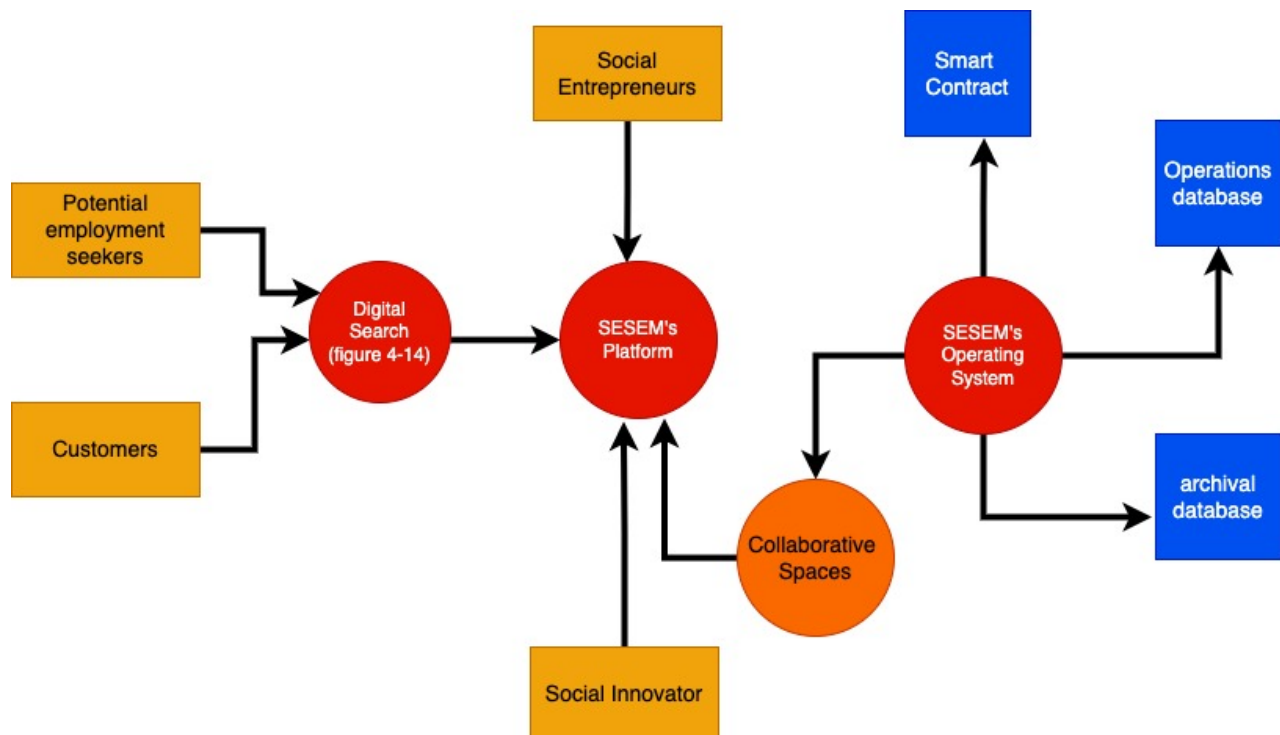 Social
Entrepreneurs
Smart
Contract
Operations
database
Potential
employment
seekers
Digital
Search
(figure 4-14)
SESEM's
Platform
SESEM's
Operating
System
Customers
archival
database
Collaborative
Spaces
Social Innovator